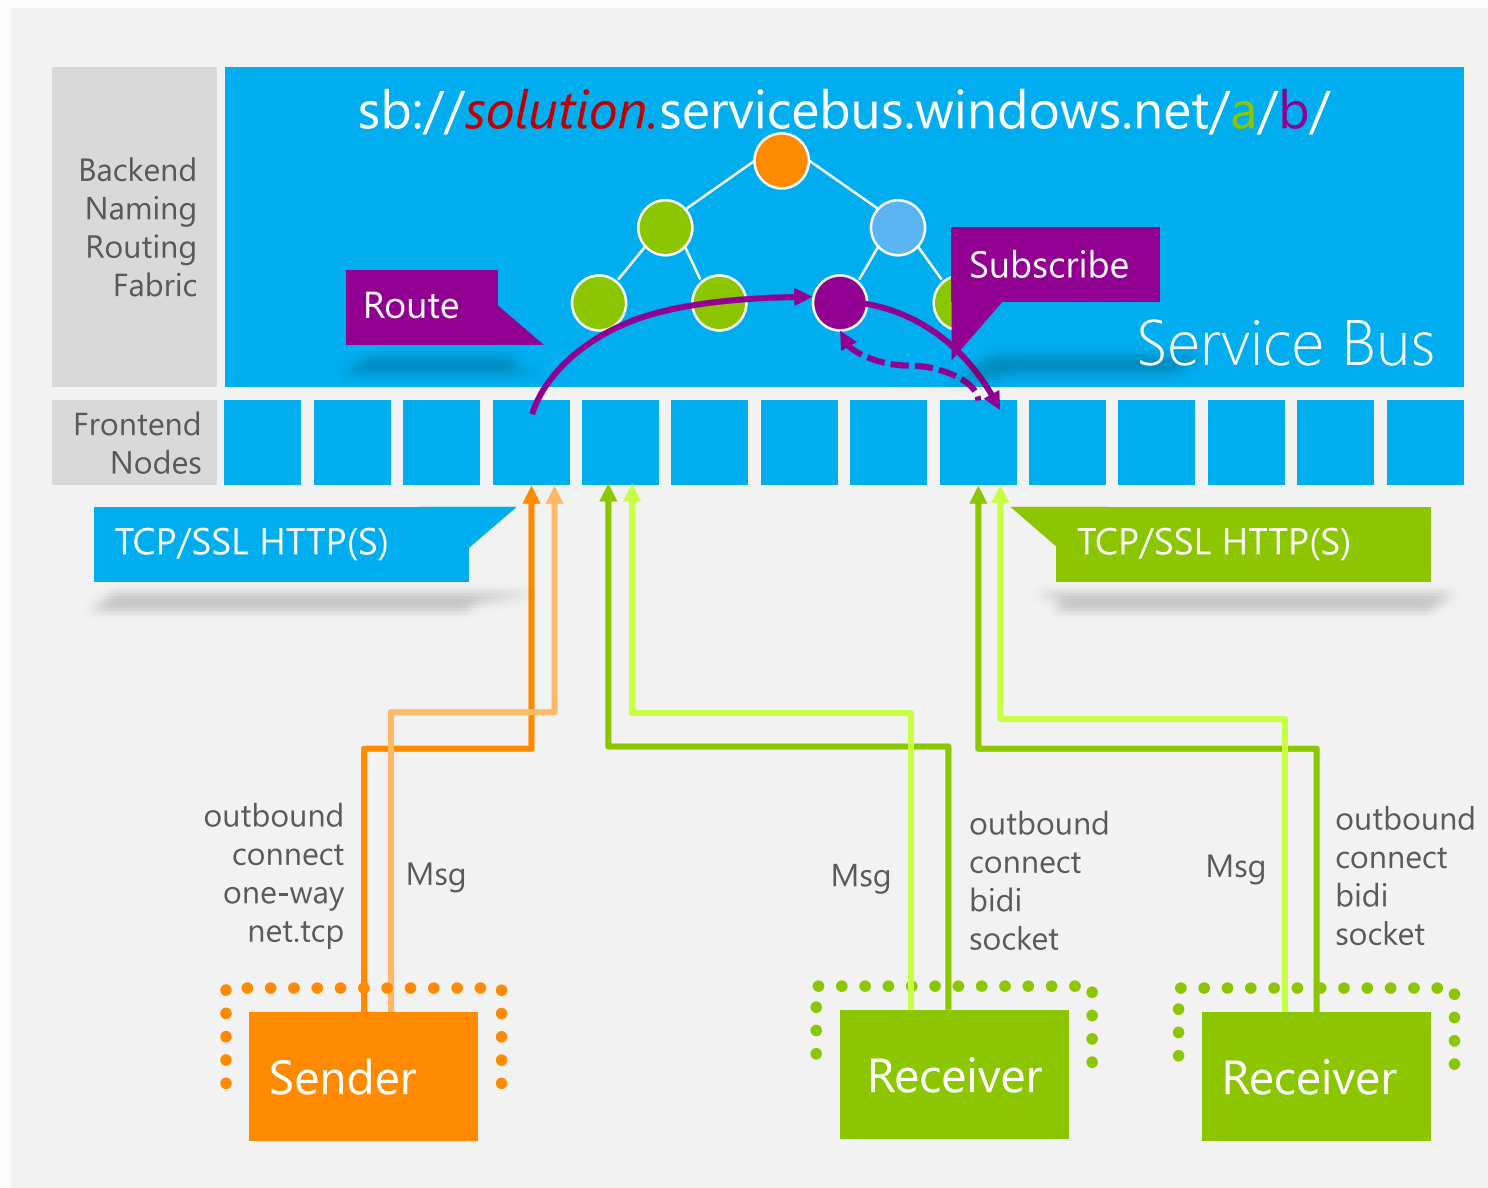 sb://solution.servicebus.windows.net/a/b/
Backend
Naming
Routing
Fabric
Subscribe
Route
Service Bus
Frontend
Nodes
TCP/SSL HTTP(S)
TCP/SSL HTTP(S)
outbound
connect
one-way
net.tcp
Msg
Msg
outbound
connect
bidi
socket
Msg
outbound
connect
bidi
socket
Sender
Receiver
Receiver